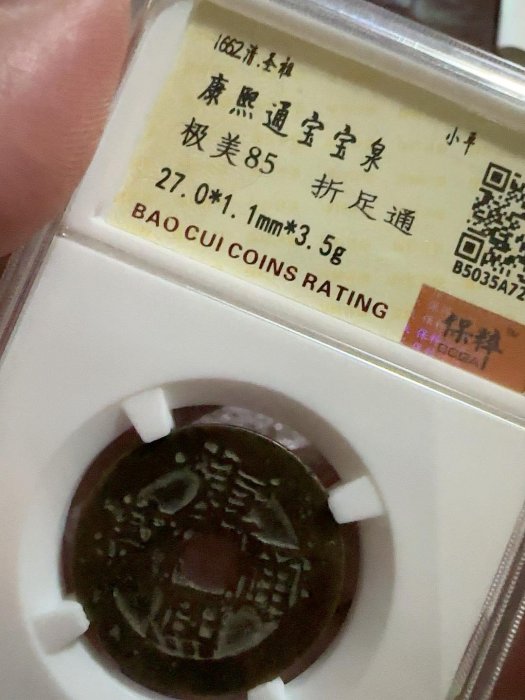 1662清.圣祖
康熙通宝宝泉
小平
极美85 折足通
27.0*1.1mm*3.5g
BAO CUI COINS RATING
B5035A77
保粹